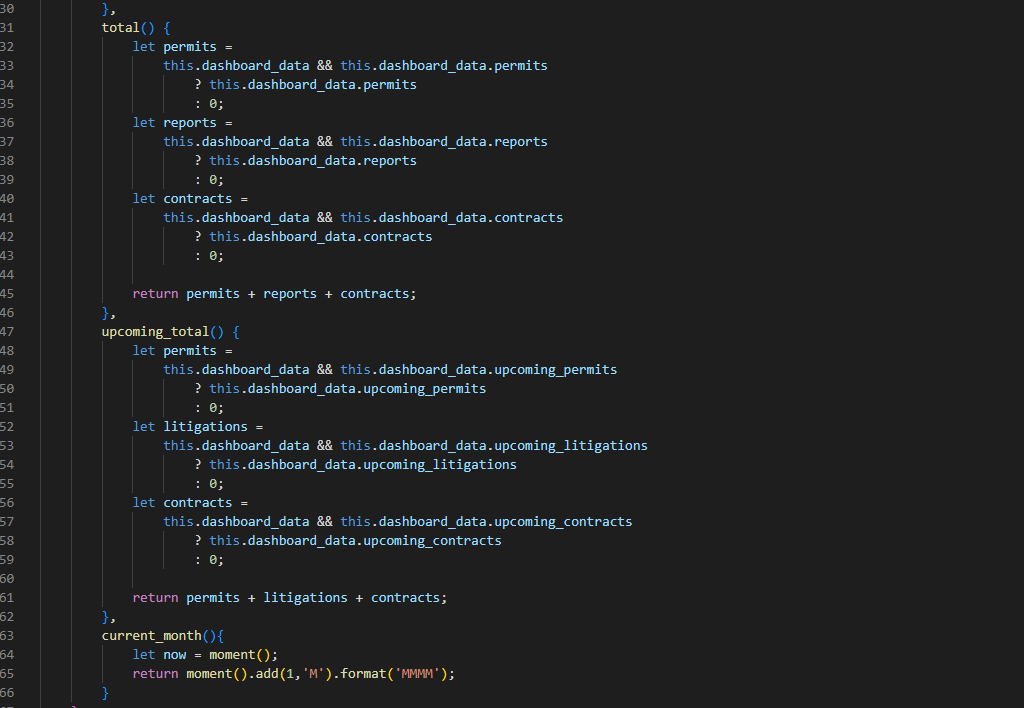 30 },
31 total() {
32 let permits =
33 this.dashboard_data && this.dashboard_data.permits
34 ? this.dashboard_data.permits
35 : 0;
36 let reports =
37 this.dashboard_data && this.dashboard_data.reports
38 ? this.dashboard_data.reports
39 : 0;
40 let contracts =
41 this.dashboard_data && this.dashboard_data.contracts
42 ? this.dashboard_data.contracts
43 : 0;
44
45 return permits + reports + contracts;
46 },
47 upcoming_total() {
48 let permits =
49 this.dashboard_data && this.dashboard_data.upcoming_permits
50 ? this.dashboard_data.upcoming_permits
51 : 0;
52 let litigations =
53 this.dashboard_data && this.dashboard_data.upcoming_litigations
54 ? this.dashboard_data.upcoming_litigations
55 : 0;
56 let contracts =
57 this.dashboard_data && this.dashboard_data.upcoming_contracts
58 ? this.dashboard_data.upcoming_contracts
59 : 0;
60
61 return permits + litigations + contracts;
62 },
63 current_month(){
64 let now = moment();
65 return moment().add(1,'M').format('MMMM');
66 }